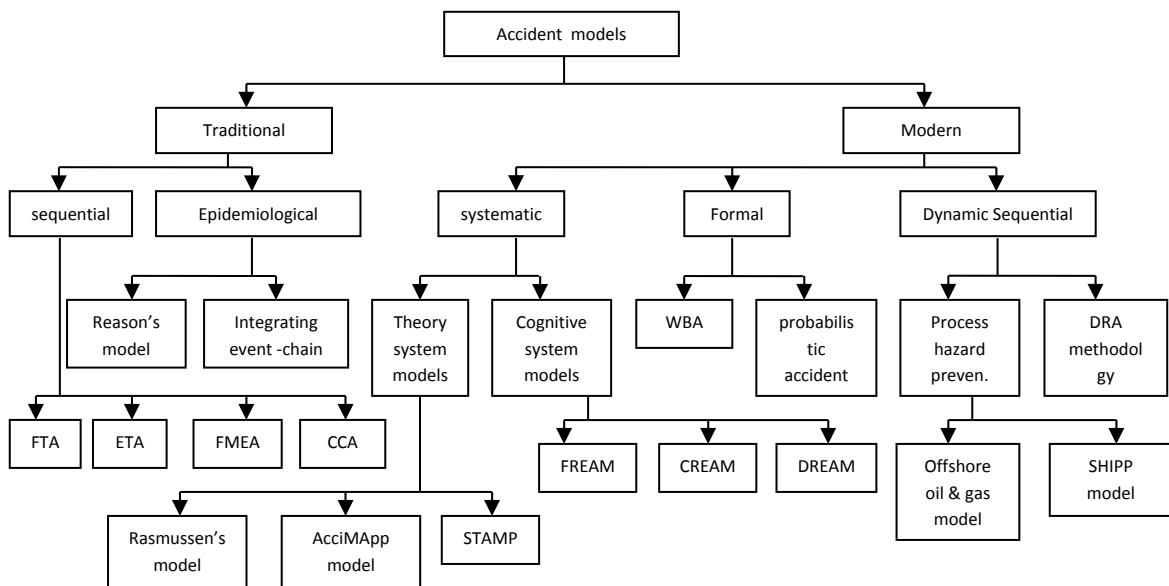 Accident models
Traditional
Modern
sequential
Epidemiological
systematic
Formal
Dynamic Sequential
Reason's
model
Integrating
event -chain
Theory
system
models
Cognitive
system
models
WBA
probabilis
tic
accident
Process
hazard
preven.
DRA
methodol
gy
FTA
ETA
FMEA
CCA
FREAM
CREAM
DREAM
Offshore
oil & gas
model
SHIPP
model
Rasmussen's
model
AcciMApp
model
STAMP